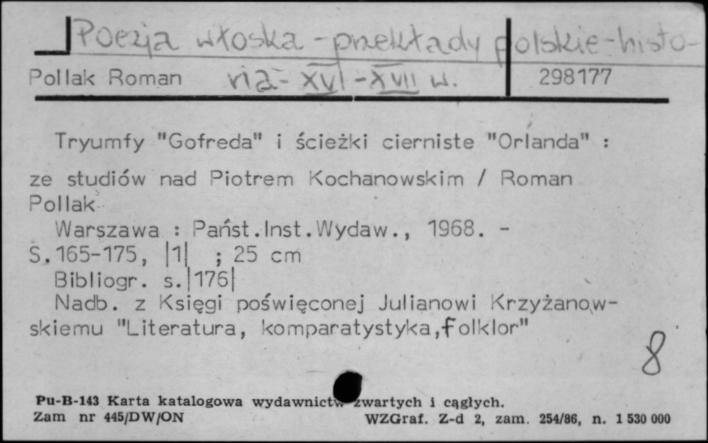 Poezja włoska - przekłady polskie - histo-
ria - XVI - XVII w.
Pollak Roman 298177
Tryumfy "Gofreda" i ścieżki cierniste "Orlanda" :
ze studiów nad Piotrem Kochanowskim / Roman
Pollak
Warszawa : Państ.Inst.Wydaw., 1968. -
S.165-175, |1| ; 25 cm
Bibliogr. s.|176|
Nadb. z Księgi poświęconej Julianowi Krzyżanow-
skiemu "Literatura, komparatystyka,folklor"
8
Pu-B-143 Karta katalogowa wydawnictw zwartych i cągłych.
Zam nr 445/DW/ON WZGraf. Z-d 2, zam. 254/86, n. 1 530 000